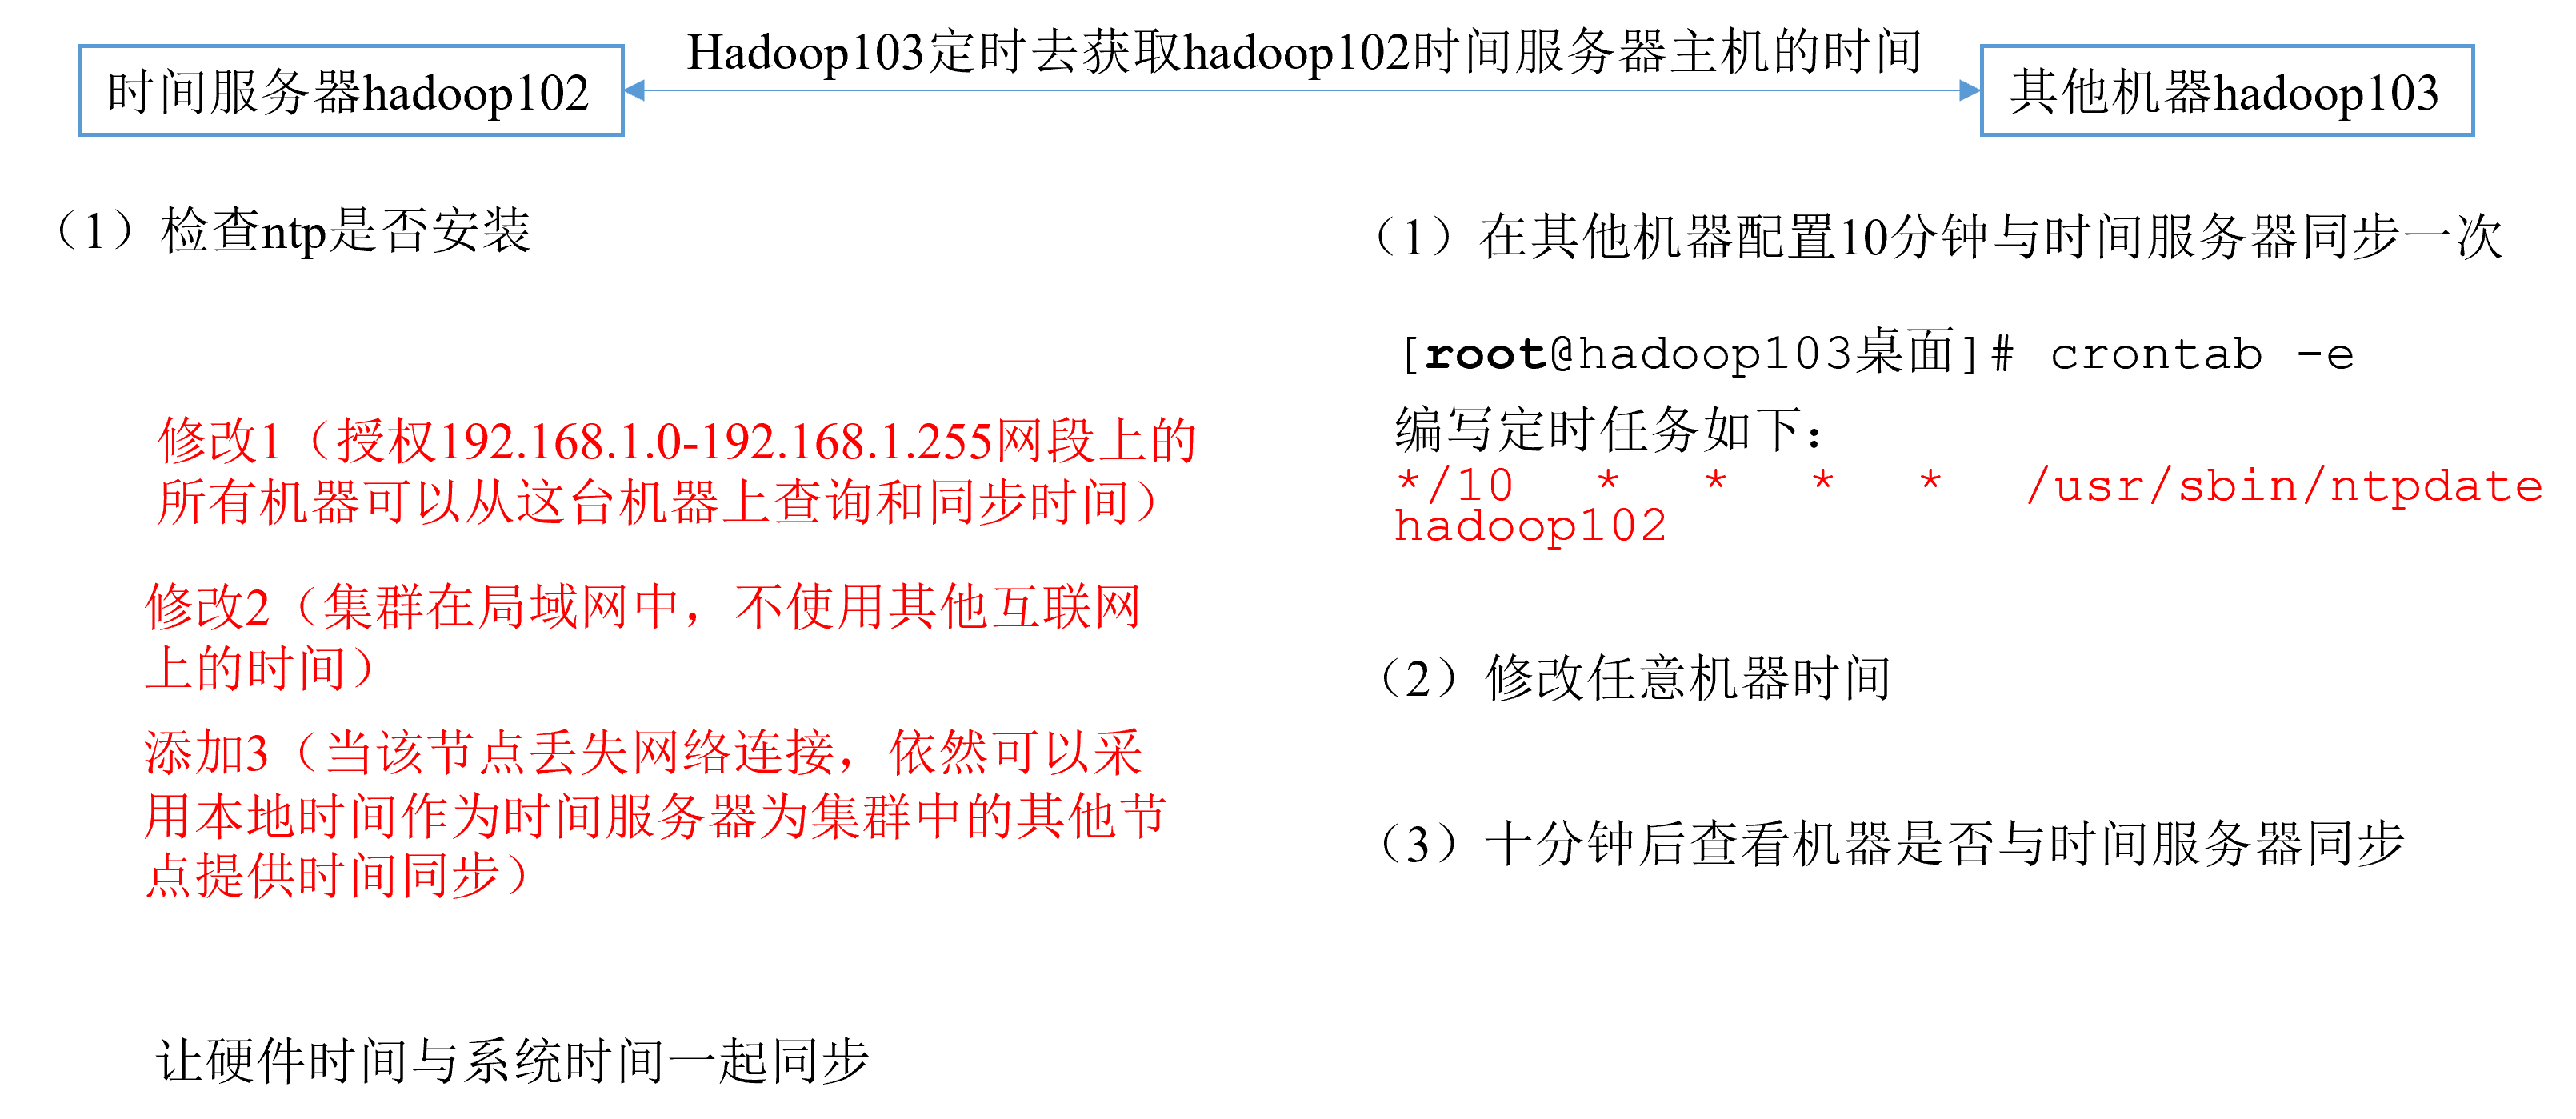 Hadoop103定时去获取hadoop102时间服务器主机的时间
时间服务器hadoop102
其他机器hadoop103
（1）检查ntp是否安装
修改1（授权192.168.1.0-192.168.1.255网段上的
所有机器可以从这台机器上查询和同步时间）
修改2（集群在局域网中，不使用其他互联网
上的时间）
添加3（当该节点丢失网络连接，依然可以采
用本地时间作为时间服务器为集群中的其他节
点提供时间同步）
让硬件时间与系统时间一起同步
（1）在其他机器配置10分钟与时间服务器同步一次
[root@hadoop103桌面]# crontab -e
编写定时任务如下：
*/10 * * * * /usr/sbin/ntpdate
hadoop102
（2）修改任意机器时间
（3）十分钟后查看机器是否与时间服务器同步